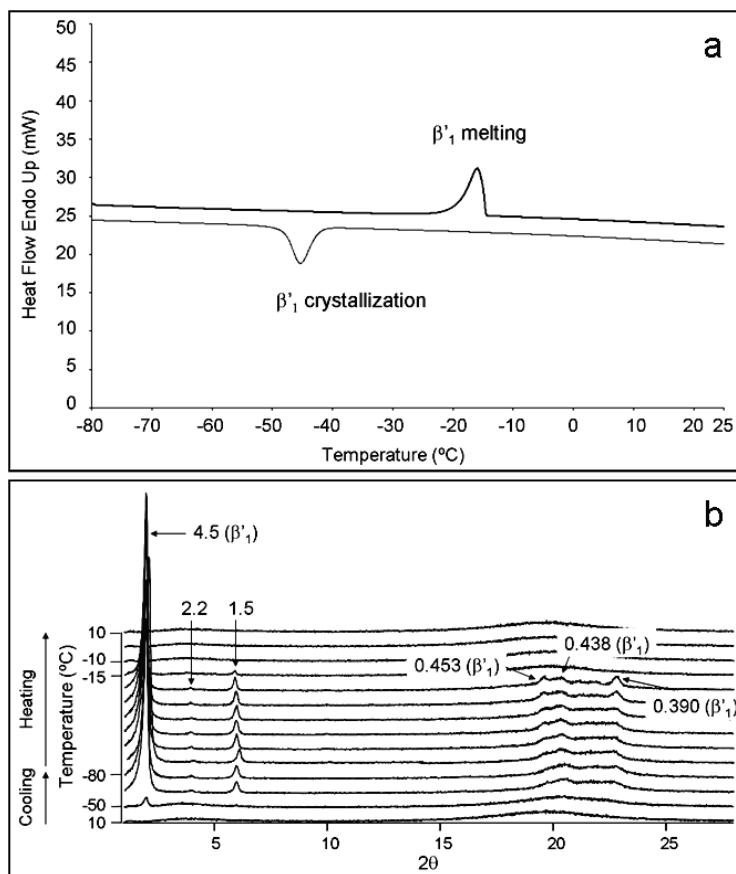 a
50
45
40
35
30
25
20
15
10
5
0
Heat Flow Endo Up (mW)
β'₁ melting
β'₁ crystallization
-80 -70 -60 -50 -40 -30 -20 -10 0 10 20 25
Temperature (ºC)
b
4.5 (β'₁)
2.2 1.5
0.453 (β'₁)
0.438 (β'₁)
0.390 (β'₁)
10
-10
-15
-80
-50
10
Heating
Cooling
Temperature (ºC)
5 10 15 20 25
2θ